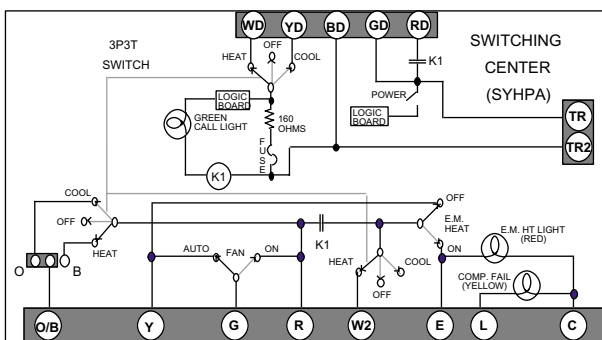 WD YD BD GD RD
3P3T
SWITCH
HEAT
OFF
COOL
K1
SWITCHING
CENTER
(SYHPA)
LOGIC
BOARD
GREEN
CALL LIGHT
160
OHMS
FUSE
K1
POWER
LOGIC
BOARD
TR
TR2
COOL
OFF
HEAT
O
B
AUTO
FAN
ON
K1
HEAT
OFF
COOL
OFF
E.M.
HEAT
ON
E.M. HT LIGHT
(RED)
COMP. FAIL
(YELLOW)
O/B Y G R W2 E L C